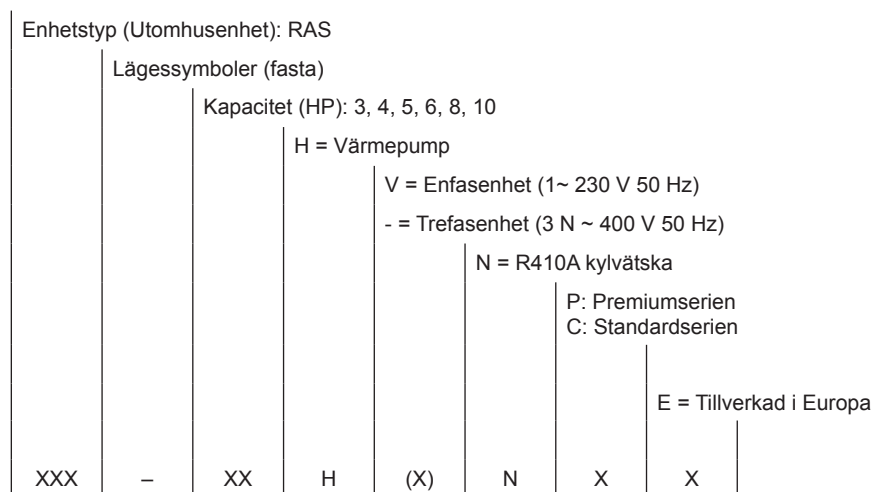 Enhetstyp (Utomhusenhet): RAS
Lägessymboler (fasta)
Kapacitet (HP): 3, 4, 5, 6, 8, 10
H = Värmepump
V = Enfasenhet (1~ 230 V 50 Hz)
- = Trefasenhet (3 N ~ 400 V 50 Hz)
N = R410A kylvätska
P: Premiumserien
C: Standardserien
E = Tillverkad i Europa
XXX – XX H (X) N X X